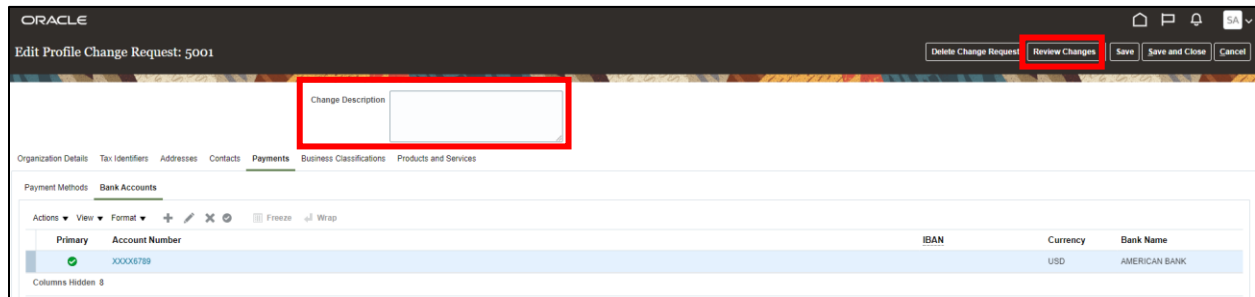 ORACLE
SA
Edit Profile Change Request: 5001
Delete Change Request Review Changes Save Save and Close Cancel
Change Description
Organization Details Tax Identifiers Addresses Contacts Payments Business Classifications Products and Services
Payment Methods Bank Accounts
Actions View Format Freeze Wrap
Primary Account Number IBAN Currency Bank Name
XXXX6789 USD AMERICAN BANK
Columns Hidden 8